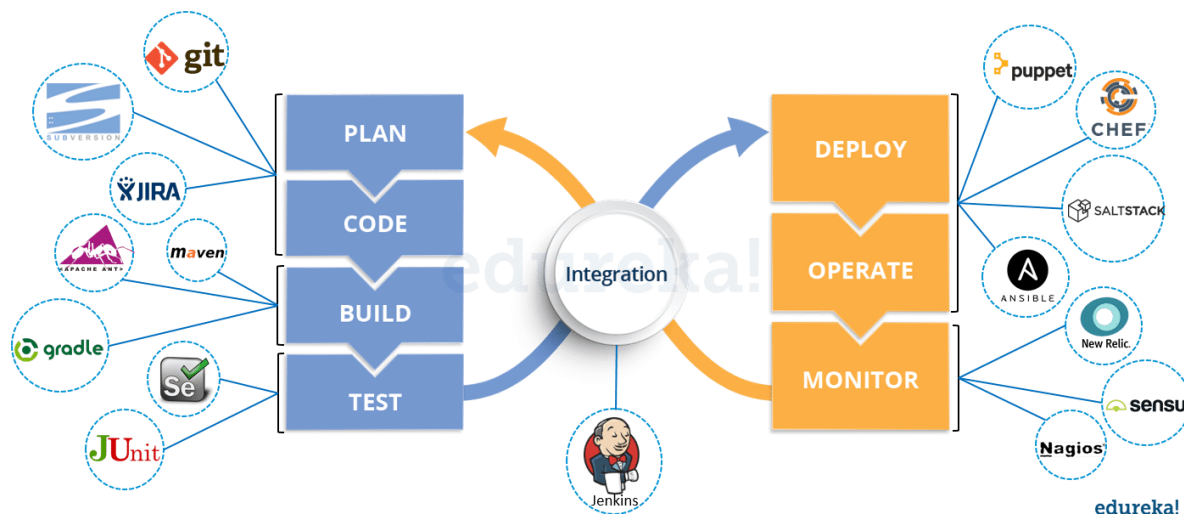 git
SUBVERSION
JIRA
APACHE ANT
maven
gradle
Se
JUnit
PLAN
CODE
BUILD
TEST
edureka!
Integration
Jenkins
DEPLOY
OPERATE
MONITOR
puppet
CHEF
SALTSTACK
A
ANSIBLE
New Relic.
sensu
Nagios®
edureka!